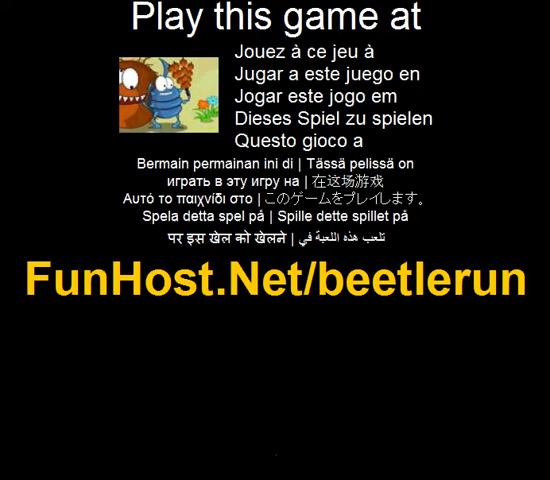 Play this game at
Jouez à ce jeu à
Jugar a este juego en
Jogar este jogo em
Dieses Spiel zu spielen
Questo gioco a
Bermain permainan ini di | Tässä pelissä on
играть в эту игру на | 在这场游戏
Αυτό το παιχνίδι στο | このゲームをプレイします。
Spela detta spel på | Spille dette spillet på
पर इस खेल को खेलने | تلعب هذه اللعبة في
FunHost.Net/beetlerun